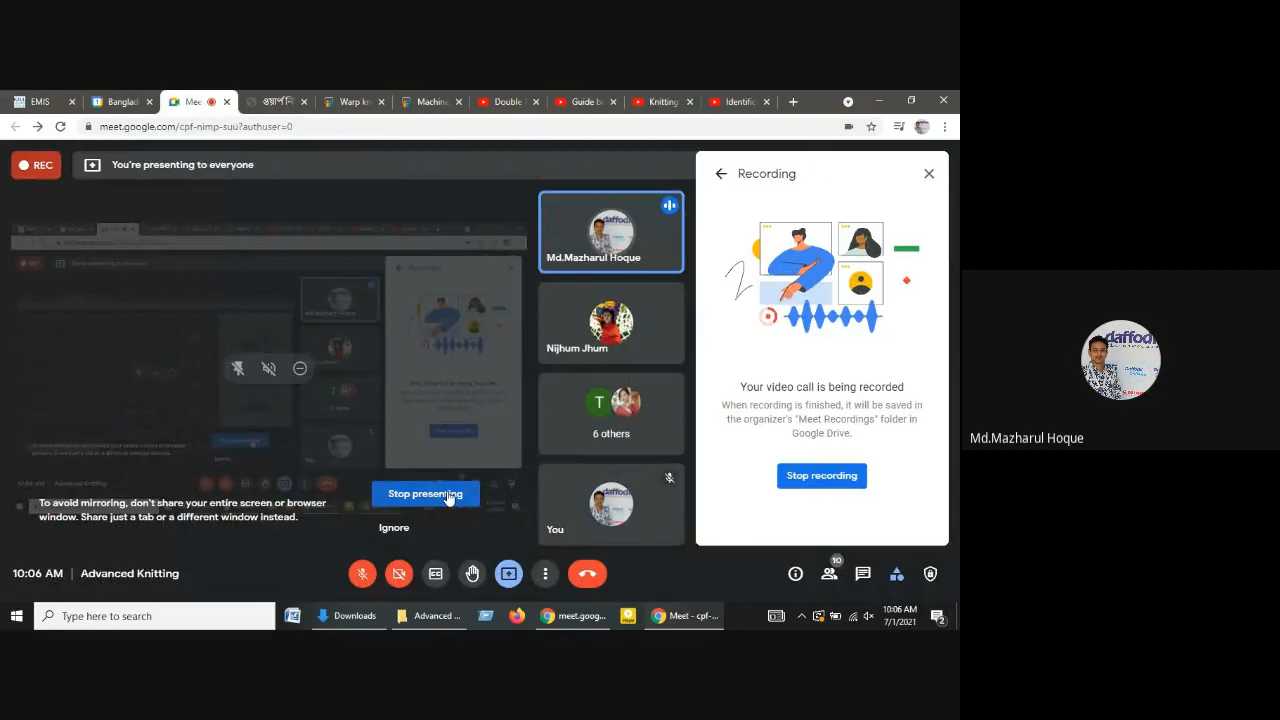 EMIS
Banglad
Mee
ওয়ার্প নি
Warp kn
Machine
Double
Guide b
Knitting
Identific
meet.google.com/cpf-nimp-suu?authuser=0
REC
You're presenting to everyone
Recording
Md.Mazharul Hoque
Nijhum Jhum
T
6 others
You
Your video call is being recorded
When recording is finished, it will be saved in
the organizer's "Meet Recordings" folder in
Google Drive.
Stop recording
To avoid mirroring, don't share your entire screen or browser
window. Share just a tab or a different window instead.
Stop presenting
Ignore
10:06 AM | Advanced Knitting
10
Type here to search
Downloads
Advanced ...
meet.goog...
Meet - cpf-...
10:06 AM
7/1/2021
2
daffodi
Md.Mazharul Hoque